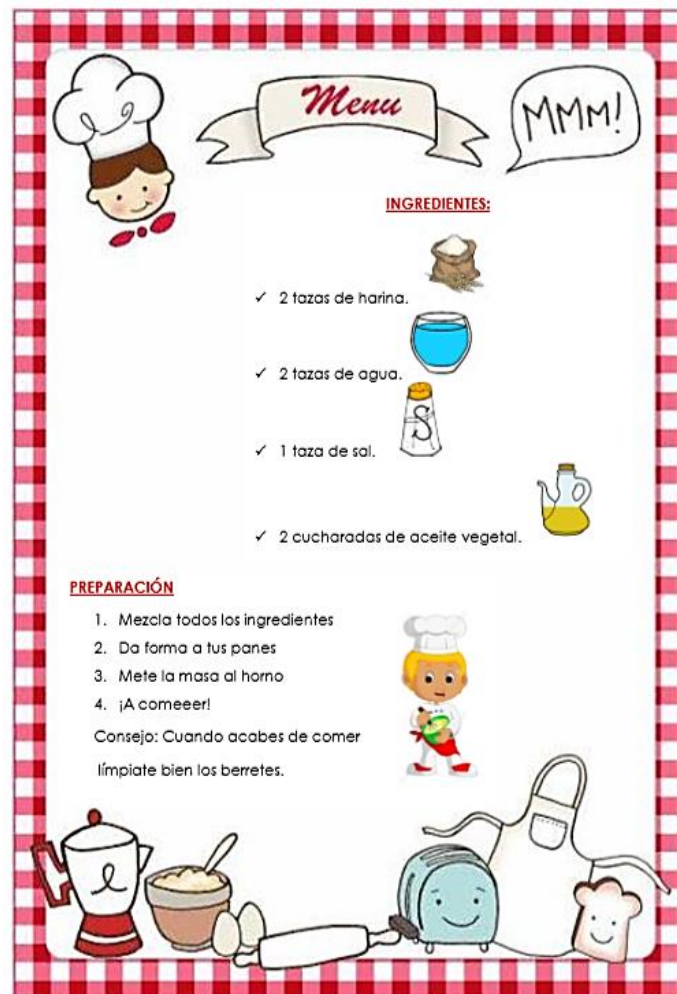 Menu
MMM!
INGREDIENTES:
✓ 2 tazas de harina.
✓ 2 tazas de agua.
S
✓ 1 taza de sal.
✓ 2 cucharadas de aceite vegetal.
PREPARACIÓN
1. Mezcla todos los ingredientes
2. Da forma a tus panes
3. Mete la masa al horno
4. ¡A comeeer!
Consejo: Cuando acabes de comer
límpiate bien los berretes.